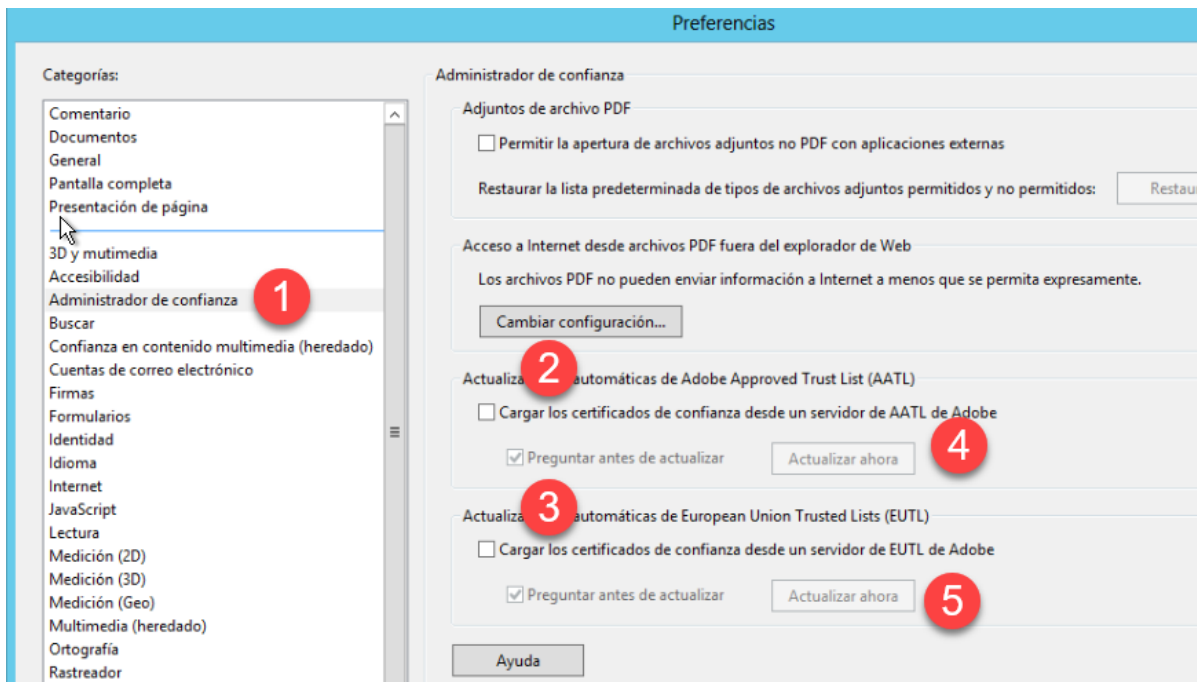 Preferencias
Categorías:
Comentario
Documentos
General
Pantalla completa
Presentación de página
3D y mutimedia
Accesibilidad
Administrador de confianza
1
Buscar
Confianza en contenido multimedia (heredado)
Cuentas de correo electrónico
Firmas
Formularios
Identidad
Idioma
Internet
JavaScript
Lectura
Medición (2D)
Medición (3D)
Medición (Geo)
Multimedia (heredado)
Ortografía
Rastreador
Administrador de confianza
Adjuntos de archivo PDF
Permitir la apertura de archivos adjuntos no PDF con aplicaciones externas
Restaurar la lista predeterminada de tipos de archivos adjuntos permitidos y no permitidos:
Restau
Acceso a Internet desde archivos PDF fuera del explorador de Web
Los archivos PDF no pueden enviar información a Internet a menos que se permita expresamente.
Cambiar configuración...
2
Actualiza automáticas de Adobe Approved Trust List (AATL)
Cargar los certificados de confianza desde un servidor de AATL de Adobe
4
Preguntar antes de actualizar
Actualizar ahora
3
Actualiza automáticas de European Union Trusted Lists (EUTL)
Cargar los certificados de confianza desde un servidor de EUTL de Adobe
Preguntar antes de actualizar
Actualizar ahora
5
Ayuda